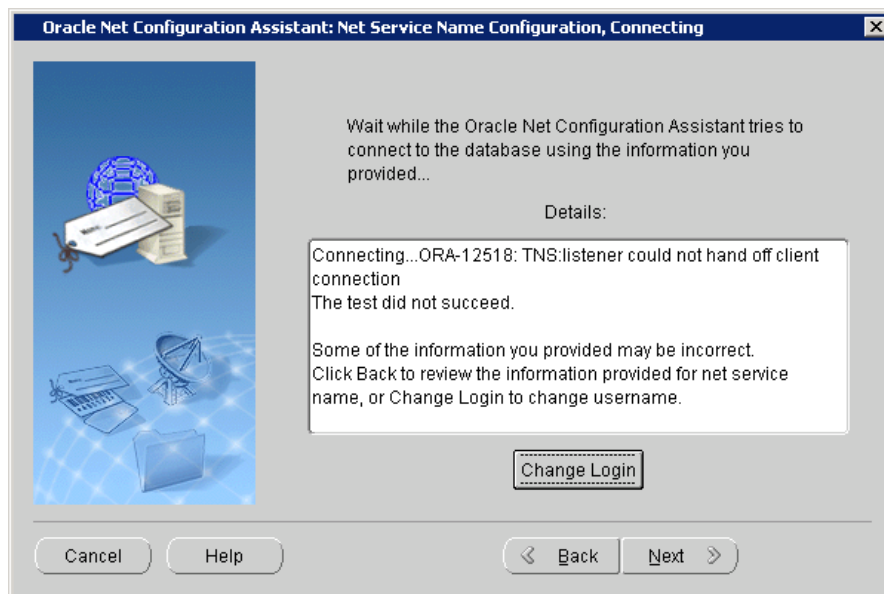 Oracle Net Configuration Assistant: Net Service Name Configuration, Connecting
Wait while the Oracle Net Configuration Assistant tries to
connect to the database using the information you
provided...
Details:
Connecting...ORA-12518: TNS:listener could not hand off client
connection
The test did not succeed.
Some of the information you provided may be incorrect.
Click Back to review the information provided for net service
name, or Change Login to change username.
Change Login
Cancel
Help
Back
Next